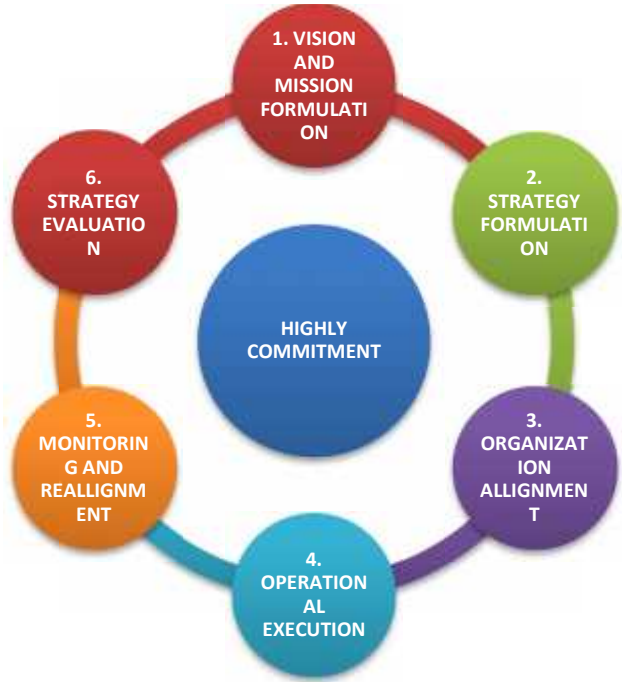 1. VISION
AND
MISSION
FORMULATI
ON
2.
STRATEGY
FORMULATI
ON
3.
ORGANIZAT
ION
ALLIGNMEN
T
4.
OPERATION
AL
EXECUTION
5.
MONITORIN
G AND
REALLIGNM
ENT
6.
STRATEGY
EVALUATIO
N
HIGHLY
COMMITMENT